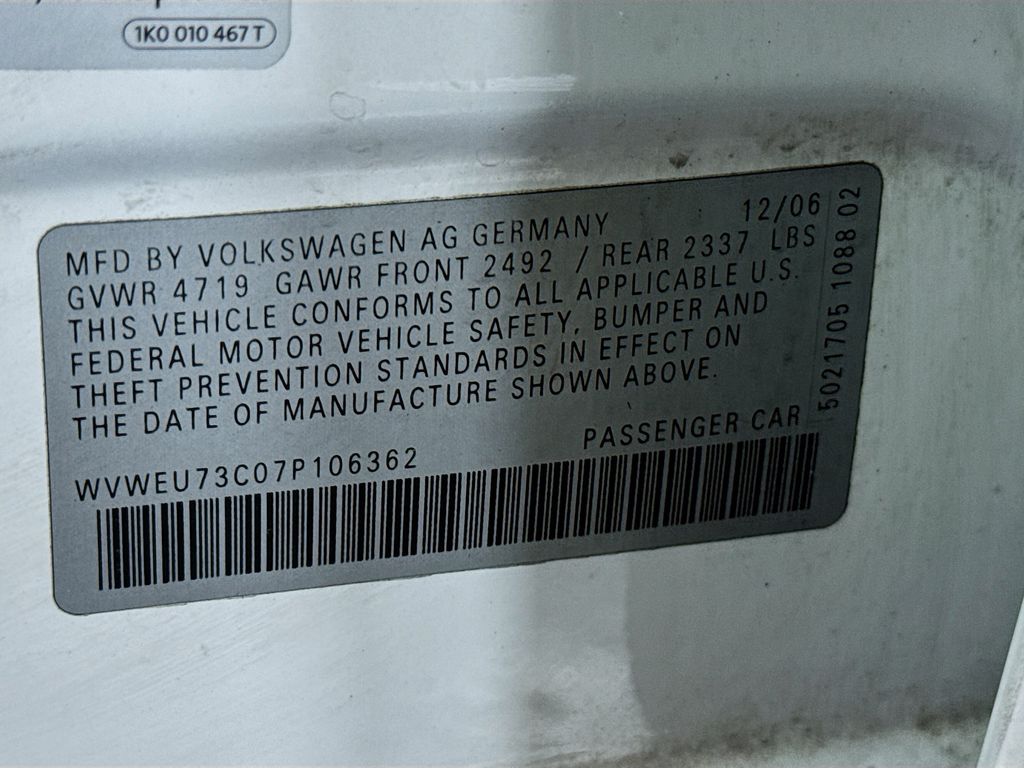 1K0 010 467 T
12/06
MFD BY VOLKSWAGEN AG GERMANY
GVWR 4719 GAWR FRONT 2492 / REAR 2337 LBS
THIS VEHICLE CONFORMS TO ALL APPLICABLE U.S.
FEDERAL MOTOR VEHICLE SAFETY, BUMPER AND
THEFT PREVENTION STANDARDS IN EFFECT ON
THE DATE OF MANUFACTURE SHOWN ABOVE.
PASSENGER CAR
WVWEU73C07P106362
5021705 1088 02